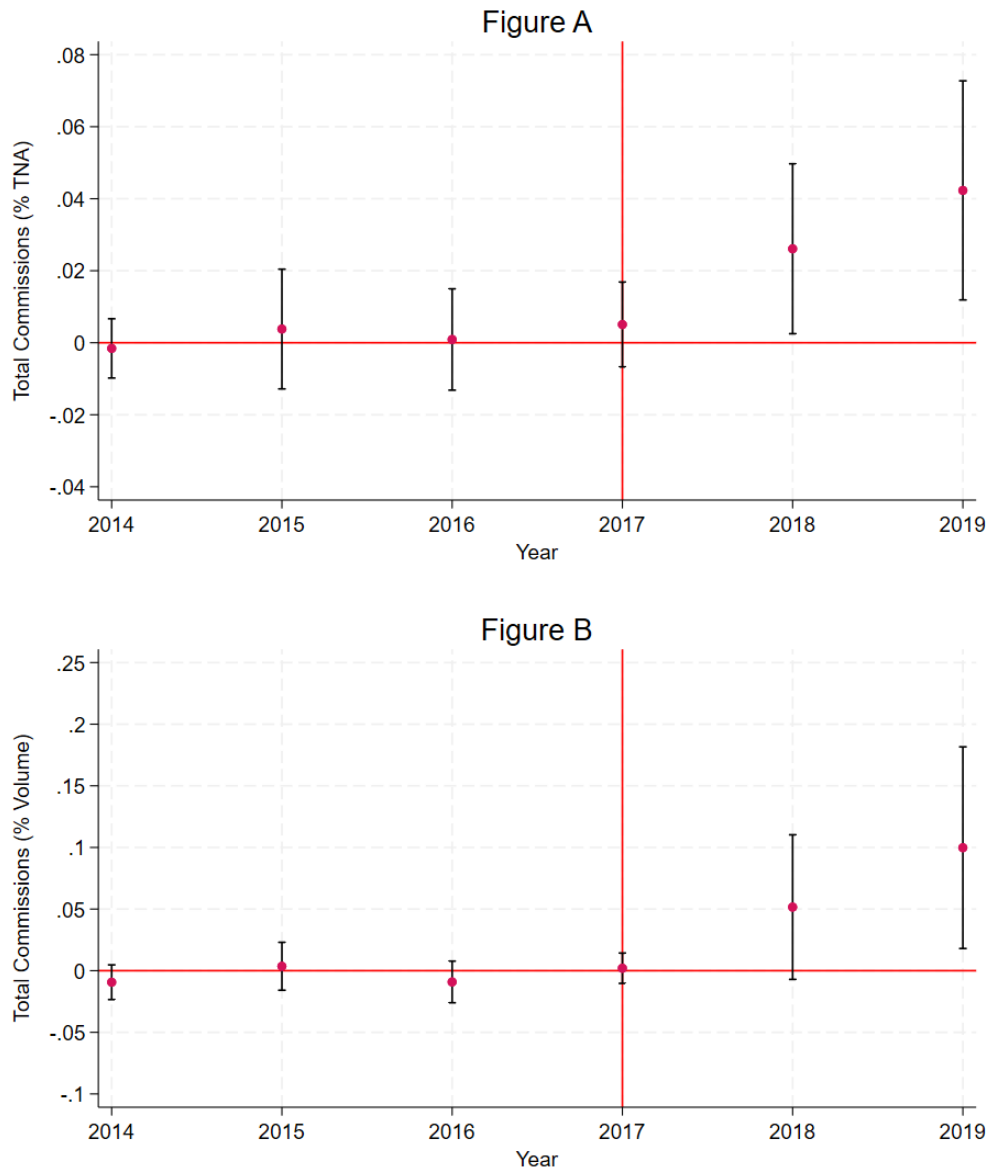 Figure A
Total Commissions (% TNA)
.08
.06
.04
.02
0
-.02
-.04
2014 2015 2016 2017 2018 2019
Year
Figure B
Total Commissions (% Volume)
.25
.2
.15
.1
.05
0
-.05
-.1
2014 2015 2016 2017 2018 2019
Year